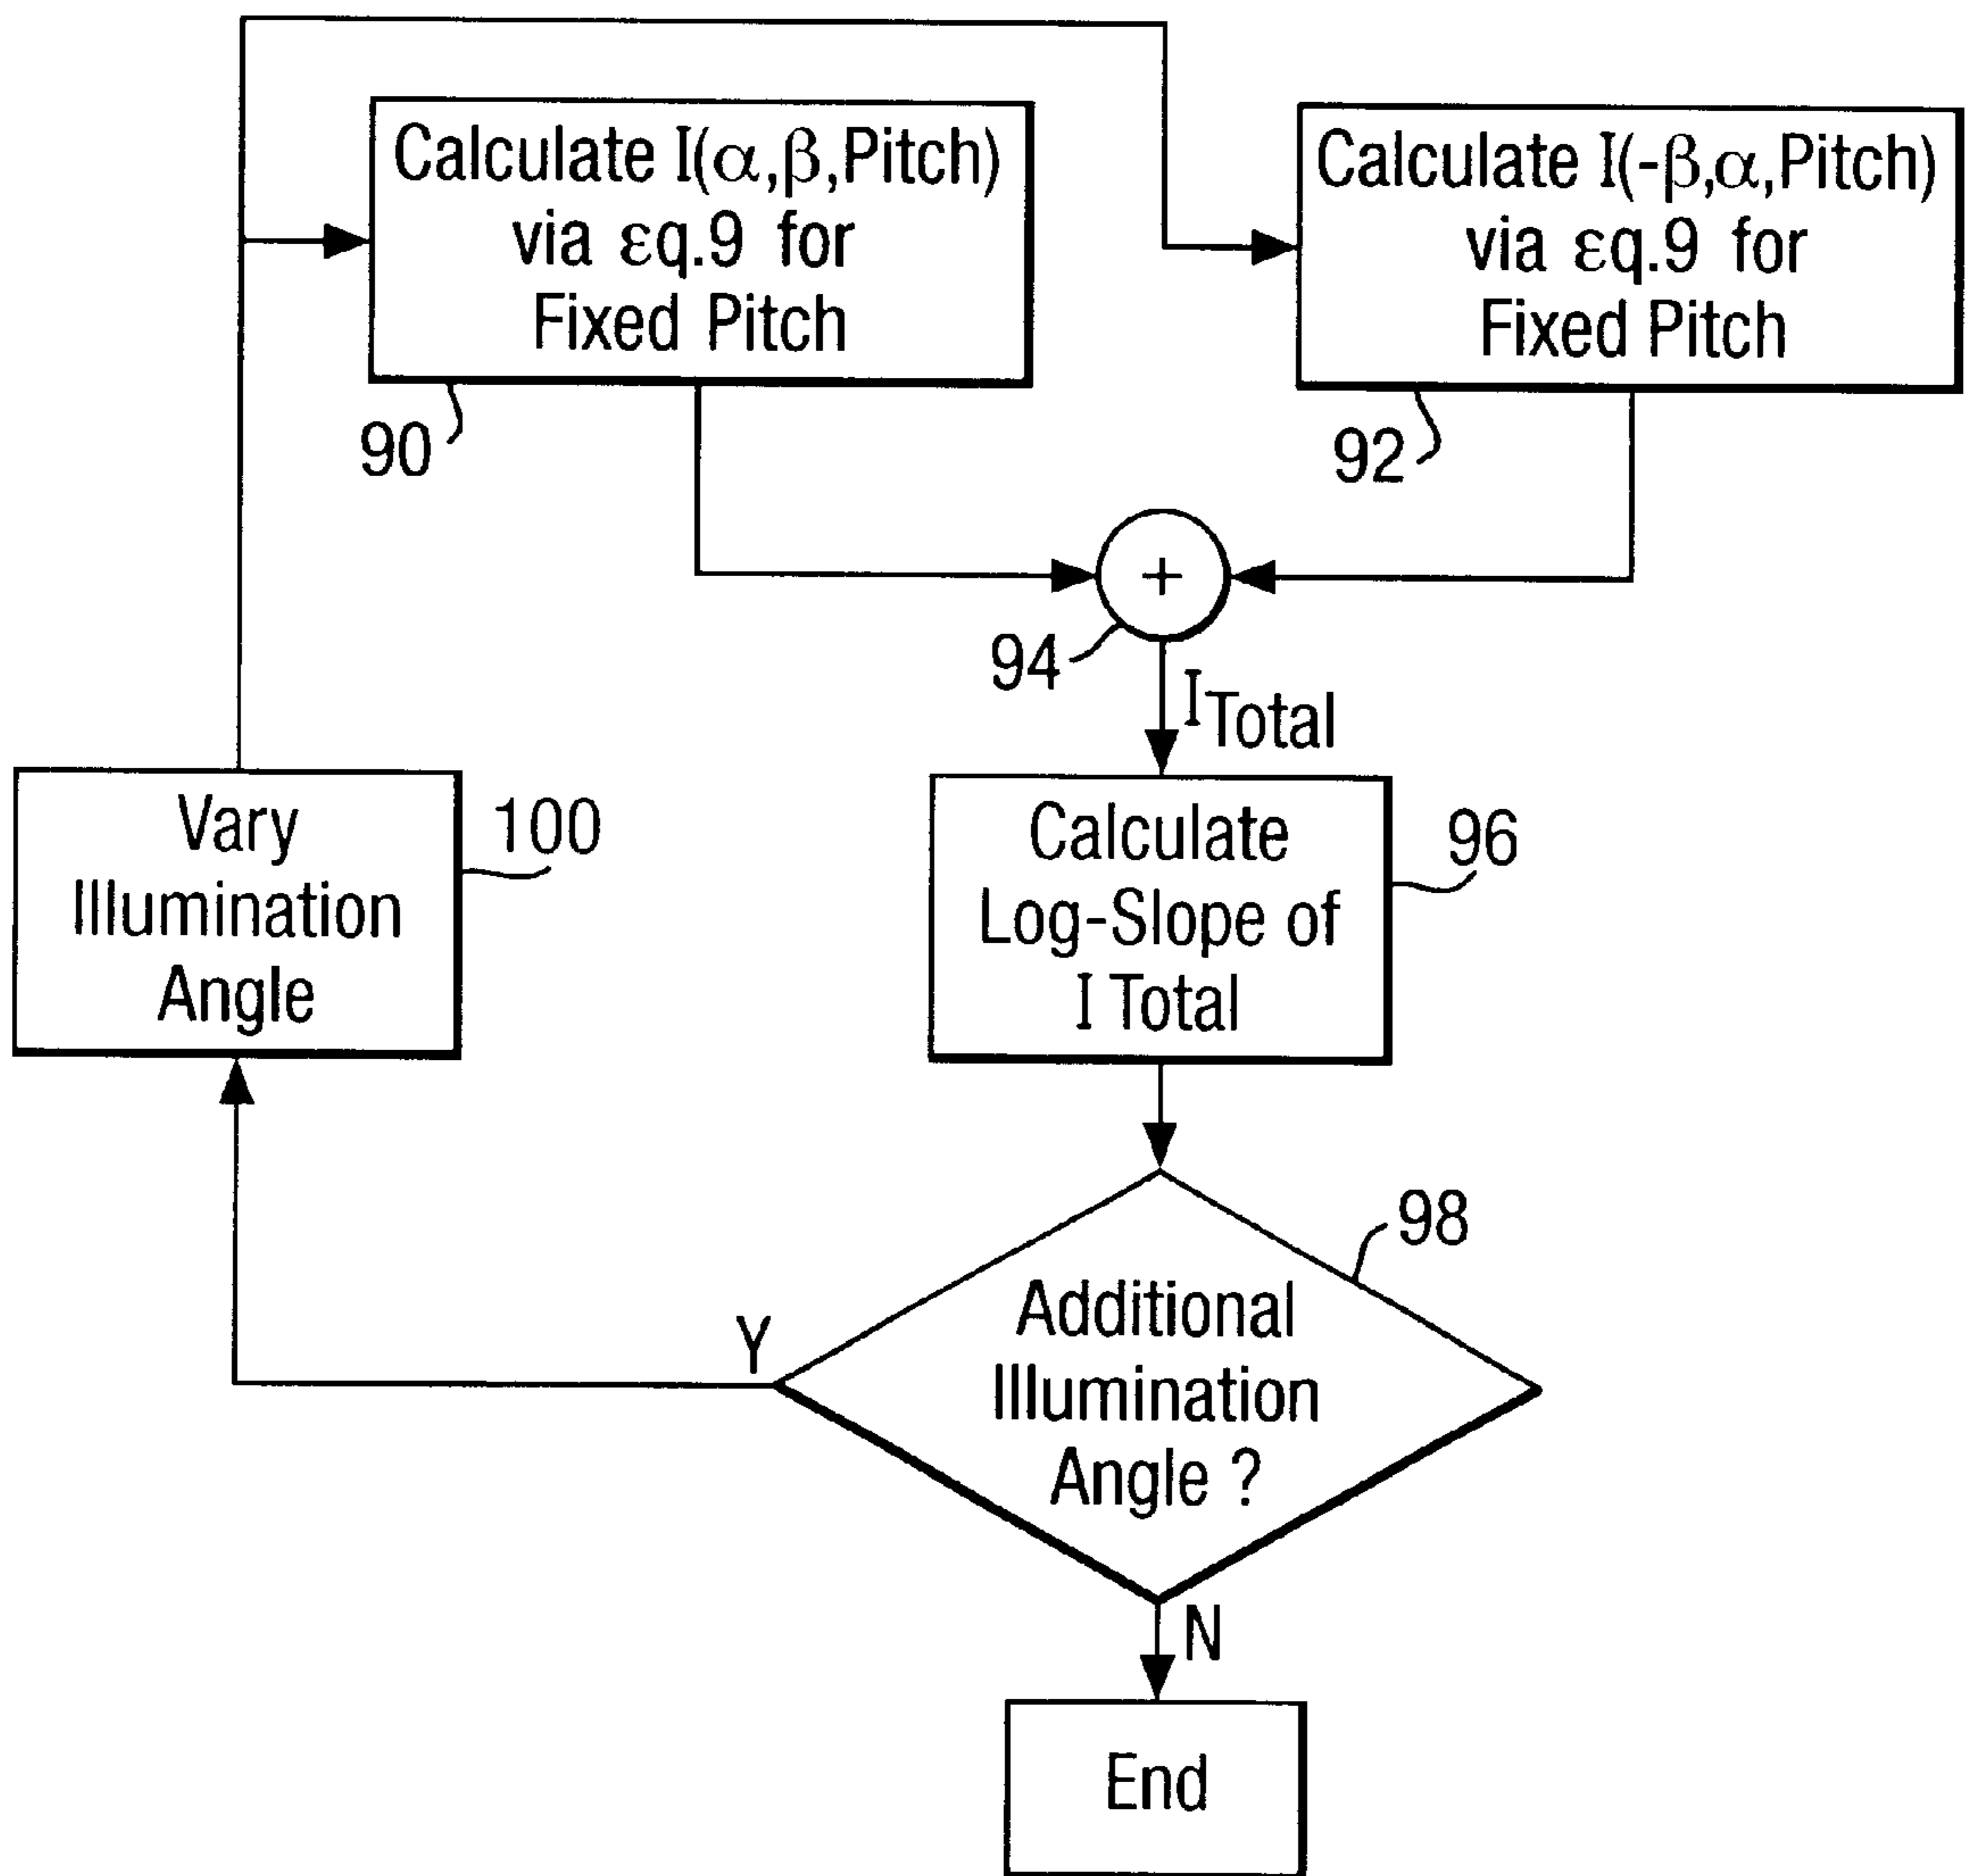 Calculate I(α,β,Pitch)
via εq.9 for
Fixed Pitch
90
Calculate I(-β,α,Pitch)
via εq.9 for
Fixed Pitch
92
+
94
I Total
Calculate
Log-Slope of
I Total
96
Vary
Illumination
Angle
100
Additional
Illumination
Angle ?
98
Y
N
End